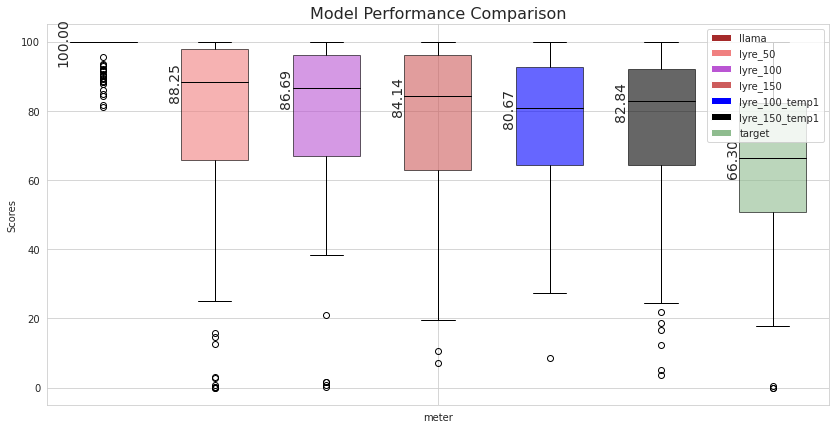 Model Performance Comparison
100
80
60
40
20
0
Scores
100.00
88.25
86.69
84.14
80.67
82.84
66.30
llama
lyre_50
lyre_100
lyre_150
lyre_100_temp1
lyre_150_temp1
target
meter